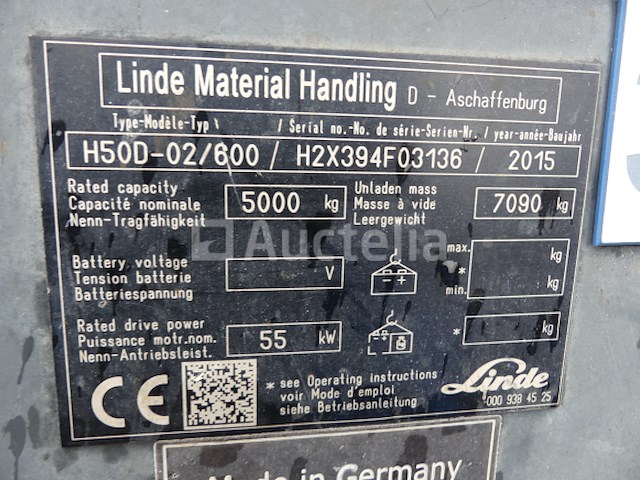 Linde Material Handling D - Aschaffenburg
Type-Modèle-Typ \ / Serial no.-No. de série-Serien-Nr. / year-année-Baujahr
H50D-02/600 / H2X394F03136 / 2015
Rated capacity
Capacité nominale
Nenn-Tragfähigkeit
5000 kg
Unladen mass
Masse à vide
Leergewicht
7090 kg
Auctelia
Battery voltage
Tension batterie
Batteriespannung
V
- +
max. kg
*
min. kg
Rated drive power
Puissance motr.nom.
Nenn-Antriebsleist.
55 kW
* kg
CE
* see Operating instructions
voir Mode d'emploi
siehe Betriebsanleitung
Linde
000 938 45 25
Made in Germany